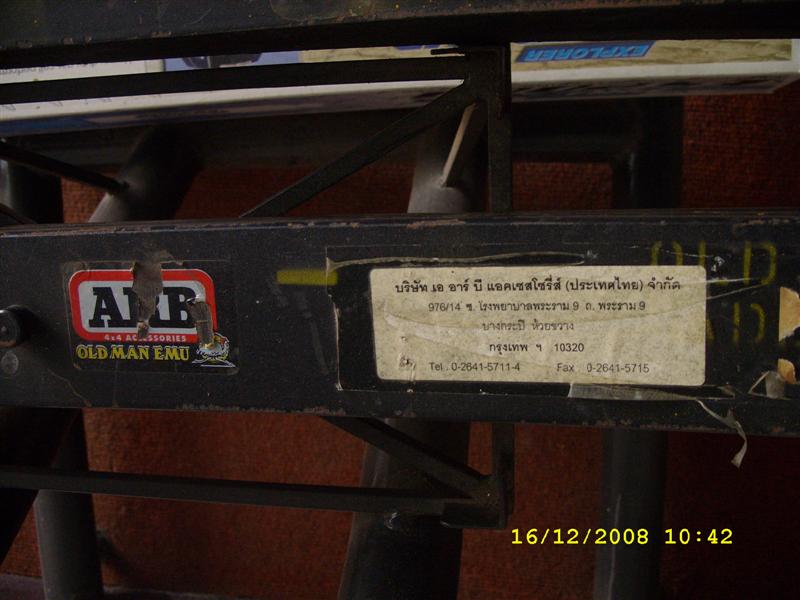 EXPLORER
ARB
4x4 ACCESSORIES
OLD MAN EMU
บริษัท เอ อาร์ บี แอคเซสโซรี่ส์ (ประเทศไทย) จำกัด
976/14 ซ. โรงพยาบาลพระราม 9 ถ. พระราม 9
บางกะปิ ห้วยขวาง
กรุงเทพ ฯ 10320
Tel . 0-2641-5711-4 Fax 0-2641-5715
OLD
16/12/2008 10:42